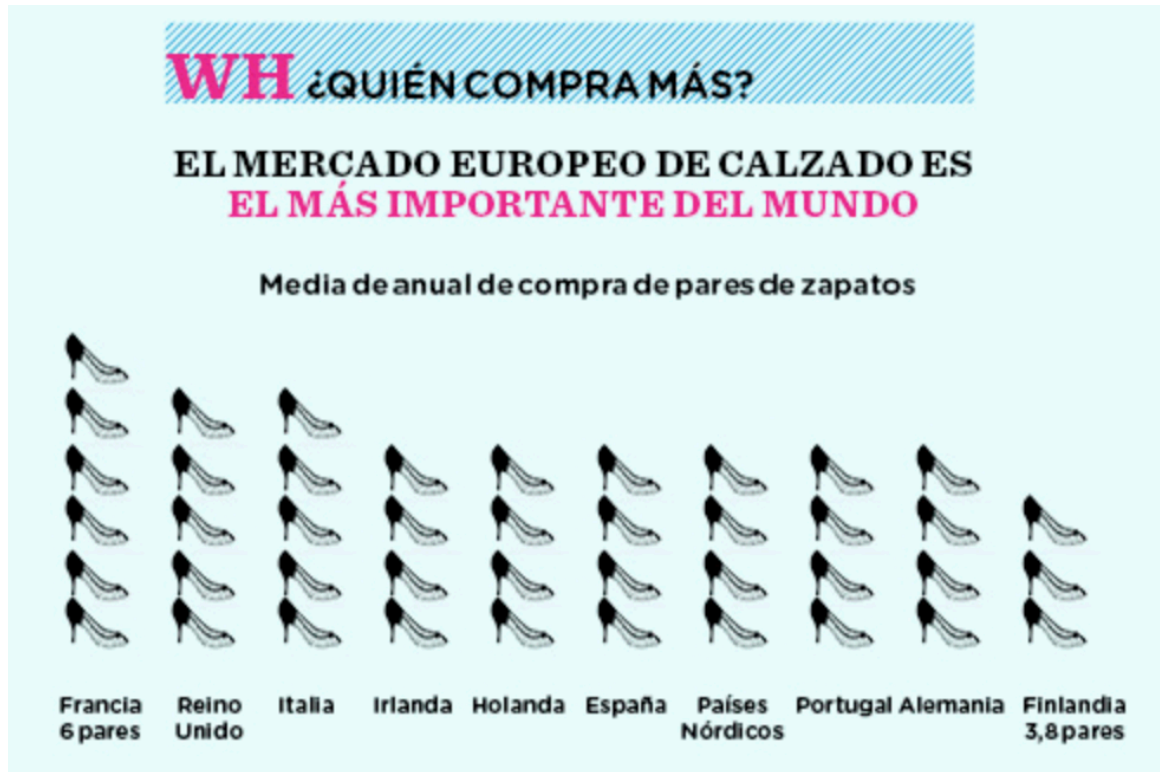 WH ¿QUIÉN COMPRA MÁS?
EL MERCADO EUROPEO DE CALZADO ES
EL MÁS IMPORTANTE DEL MUNDO
Media de anual de compra de pares de zapatos
Francia
6 pares
Reino
Unido
Italia
Irlanda
Holanda
España
Países
Nórdicos
Portugal
Alemania
Finlandia
3,8 pares